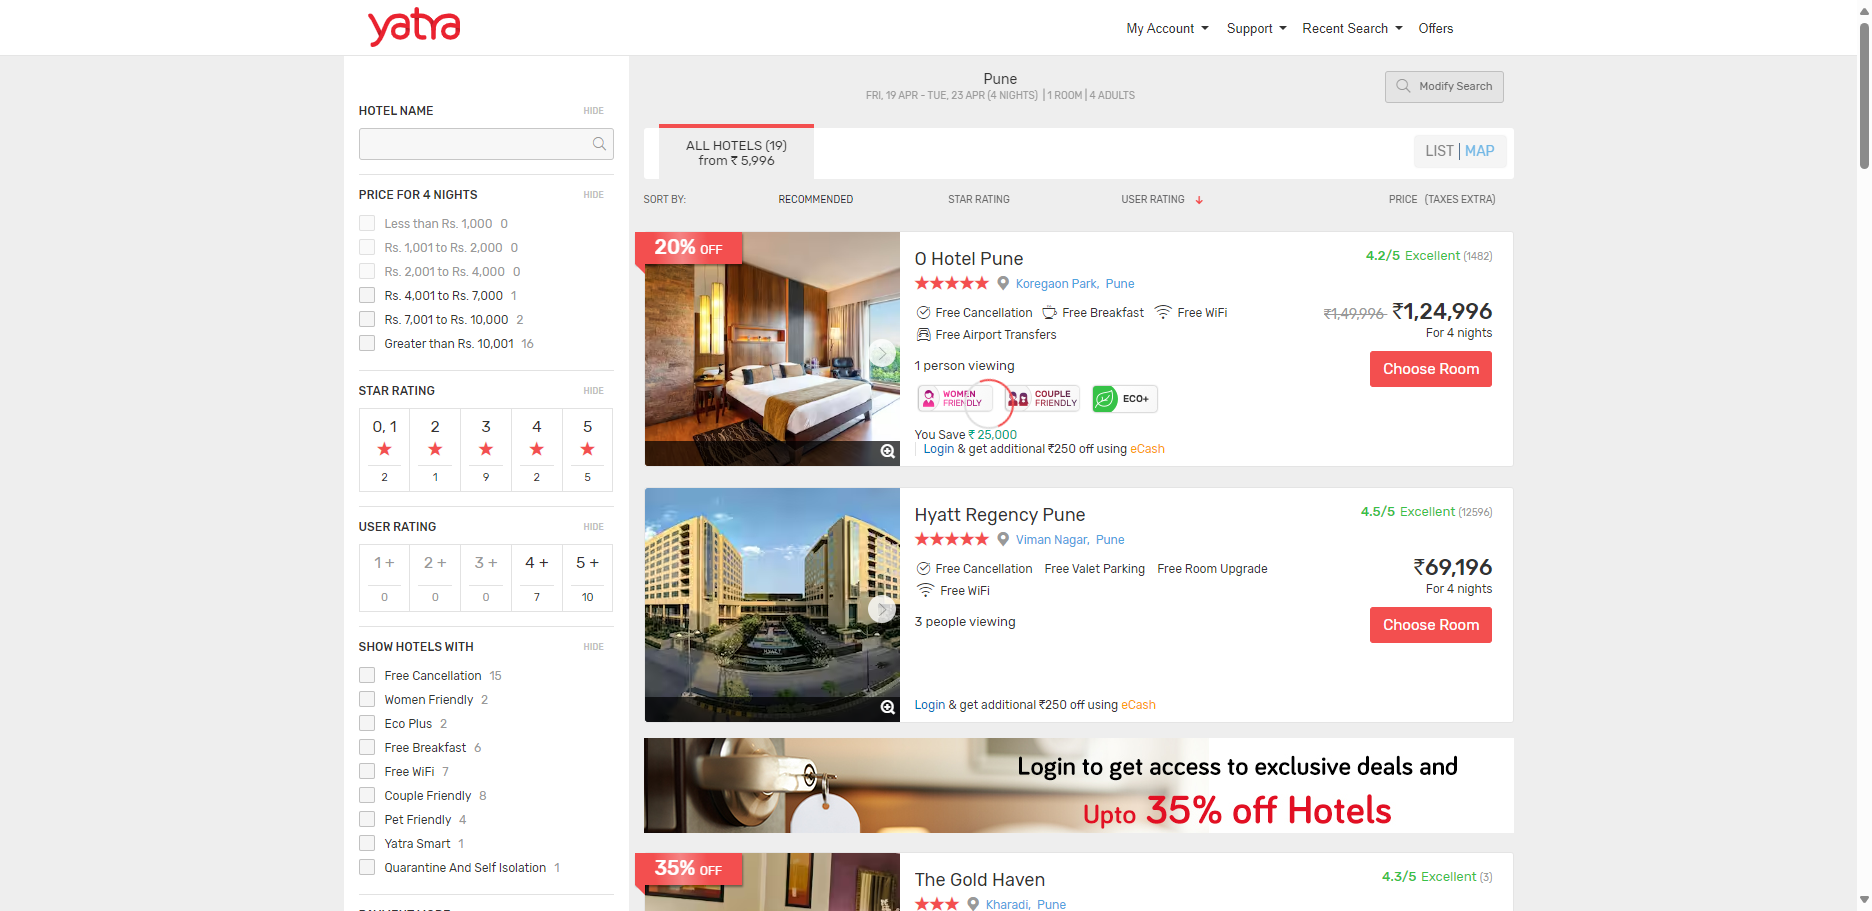 yatra
My Account
Support
Recent Search
Offers
HOTEL NAME
HIDE
PRICE FOR 4 NIGHTS
HIDE
Less than Rs. 1,000 0
Rs. 1,001 to Rs. 2,000 0
Rs. 2,001 to Rs. 4,000 0
Rs. 4,001 to Rs. 7,000 1
Rs. 7,001 to Rs. 10,000 2
Greater than Rs. 10,001 16
STAR RATING
HIDE
0, 1 2 3 4 5
2 1 9 2 5
USER RATING
HIDE
1 + 2 + 3 + 4 + 5 +
0 0 0 7 10
SHOW HOTELS WITH
HIDE
Free Cancellation 15
Women Friendly 2
Eco Plus 2
Free Breakfast 6
Free WiFi 7
Couple Friendly 8
Pet Friendly 4
Yatra Smart 1
Quarantine And Self Isolation 1
Pune
FRI, 19 APR - TUE, 23 APR (4 NIGHTS) | 1 ROOM | 4 ADULTS
Modify Search
ALL HOTELS (19)
from ₹ 5,996
LIST | MAP
SORT BY:
RECOMMENDED
STAR RATING
USER RATING
PRICE (TAXES EXTRA)
20% OFF
O Hotel Pune
4.2/5 Excellent (1482)
Koregaon Park, Pune
Free Cancellation Free Breakfast Free WiFi
Free Airport Transfers
₹1,49,996 ₹1,24,996
For 4 nights
1 person viewing
Choose Room
WOMEN
FRIENDLY
COUPLE
FRIENDLY
ECO+
You Save ₹ 25,000
Login & get additional ₹250 off using eCash
Hyatt Regency Pune
4.5/5 Excellent (12596)
Viman Nagar, Pune
Free Cancellation Free Valet Parking Free Room Upgrade
Free WiFi
₹69,196
For 4 nights
3 people viewing
Choose Room
HYATT
Login & get additional ₹250 off using eCash
Login to get access to exclusive deals and
Upto 35% off Hotels
35% OFF
The Gold Haven
4.3/5 Excellent (3)
Kharadi, Pune